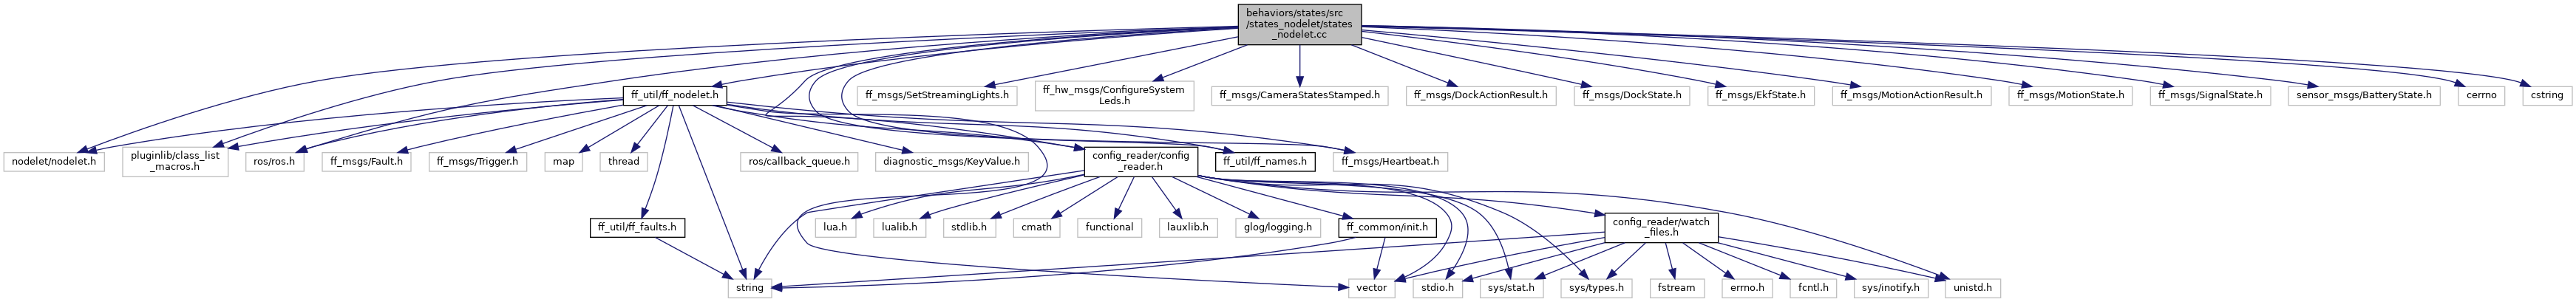 behaviors/states/src
/states_nodelet/states
_nodelet.cc
ff_util/ff_nodelet.h
ff_msgs/SetStreamingLights.h
ff_hw_msgs/ConfigureSystem
Leds.h
ff_msgs/CameraStatesStamped.h
ff_msgs/DockActionResult.h
ff_msgs/DockState.h
ff_msgs/EkfState.h
ff_msgs/MotionActionResult.h
ff_msgs/MotionState.h
ff_msgs/SignalState.h
sensor_msgs/BatteryState.h
cerrno
cstring
nodelet/nodelet.h
pluginlib/class_list
_macros.h
ros/ros.h
ff_msgs/Fault.h
ff_msgs/Trigger.h
map
thread
ros/callback_queue.h
diagnostic_msgs/KeyValue.h
config_reader/config
_reader.h
ff_util/ff_names.h
ff_msgs/Heartbeat.h
ff_util/ff_faults.h
lua.h
lualib.h
stdlib.h
cmath
functional
lauxlib.h
glog/logging.h
ff_common/init.h
config_reader/watch
_files.h
string
vector
stdio.h
sys/stat.h
sys/types.h
fstream
errno.h
fcntl.h
sys/inotify.h
unistd.h